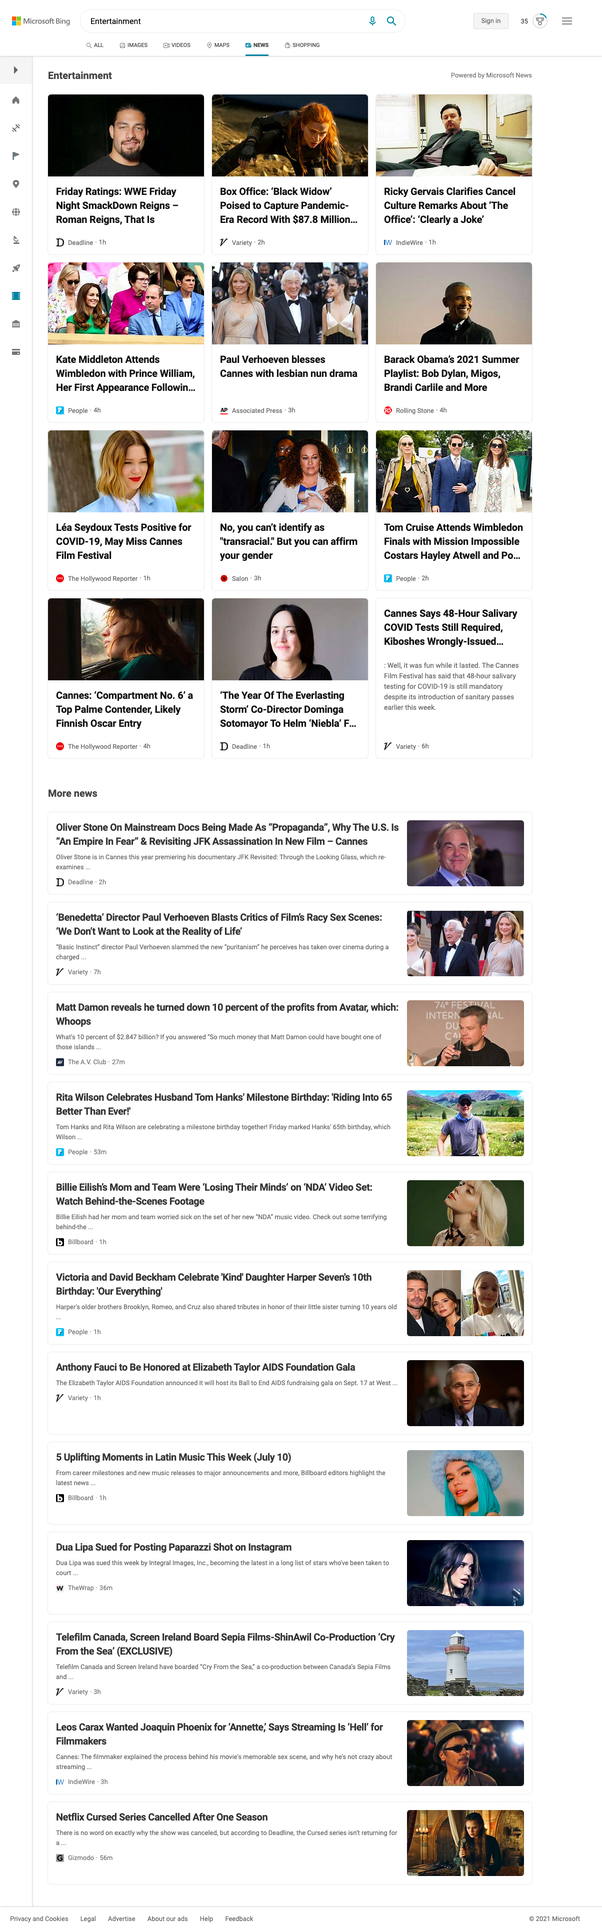 Microsoft Bing
Entertainment
Sign in
35
ALL
IMAGES
VIDEOS
MAPS
NEWS
SHOPPING
Entertainment
Powered by Microsoft News
Friday Ratings: WWE Friday
Night SmackDown Reigns –
Roman Reigns, That Is
Deadline · 1h
Box Office: ‘Black Widow’
Poised to Capture Pandemic-
Era Record With $87.8 Million...
Variety · 2h
Ricky Gervais Clarifies Cancel
Culture Remarks About ‘The
Office’: ‘Clearly a Joke’
IndieWire · 1h
Kate Middleton Attends
Wimbledon with Prince William,
Her First Appearance Followin...
People · 4h
Paul Verhoeven blesses
Cannes with lesbian nun drama
AP
Associated Press · 3h
Barack Obama’s 2021 Summer
Playlist: Bob Dylan, Migos,
Brandi Carlile and More
Rolling Stone · 4h
Léa Seydoux Tests Positive for
COVID-19, May Miss Cannes
Film Festival
The Hollywood Reporter · 1h
No, you can’t identify as
"transracial." But you can affirm
your gender
Salon · 3h
Tom Cruise Attends Wimbledon
Finals with Mission Impossible
Costars Hayley Atwell and Po...
People · 2h
Cannes: ‘Compartment No. 6’ a
Top Palme Contender, Likely
Finnish Oscar Entry
The Hollywood Reporter · 4h
‘The Year Of The Everlasting
Storm’ Co-Director Dominga
Sotomayor To Helm ‘Niebla’ F...
Deadline · 1h
Cannes Says 48-Hour Salivary
COVID Tests Still Required,
Kiboshes Wrongly-Issued...
: Well, it was fun while it lasted. The Cannes
Film Festival has said that 48-hour salivary
testing for COVID-19 is still mandatory
despite its introduction of sanitary passes
earlier this week.
Variety · 6h
More news
Oliver Stone On Mainstream Docs Being Made As “Propaganda”, Why The U.S. Is
“An Empire In Fear” & Revisiting JFK Assassination In New Film – Cannes
Oliver Stone is in Cannes this year premiering his documentary JFK Revisited: Through the Looking Glass, which re-
examines ...
Deadline · 2h
‘Benedetta’ Director Paul Verhoeven Blasts Critics of Film’s Racy Sex Scenes:
‘We Don’t Want to Look at the Reality of Life’
“Basic Instinct” director Paul Verhoeven slammed the new “puritanism” he perceives has taken over cinema during a
charged ...
Variety · 7h
Matt Damon reveals he turned down 10 percent of the profits from Avatar, which:
Whoops
What's 10 percent of $2.847 billion? If you answered “So much money that Matt Damon could have bought one of
those islands ...
The A.V. Club · 27m
74e FESTIVAL
INTERNATIONAL
DU
CA
Rita Wilson Celebrates Husband Tom Hanks' Milestone Birthday: 'Riding Into 65
Better Than Ever!'
Tom Hanks and Rita Wilson are celebrating a milestone birthday together! Friday marked Hanks' 65th birthday, which
Wilson ...
People · 53m
Billie Eilish’s Mom and Team Were ‘Losing Their Minds’ on ‘NDA’ Video Set:
Watch Behind-the-Scenes Footage
Billie Eilish had her mom and team worried sick on the set of her new “NDA” music video. Check out some terrifying
behind-the ...
Billboard · 1h
Victoria and David Beckham Celebrate 'Kind' Daughter Harper Seven's 10th
Birthday: 'Our Everything'
Harper's older brothers Brooklyn, Romeo, and Cruz also shared tributes in honor of their little sister turning 10 years old
...
People · 1h
Anthony Fauci to Be Honored at Elizabeth Taylor AIDS Foundation Gala
The Elizabeth Taylor AIDS Foundation announced it will host its Ball to End AIDS fundraising gala on Sept. 17 at West ...
Variety · 1h
5 Uplifting Moments in Latin Music This Week (July 10)
From career milestones and new music releases to major announcements and more, Billboard editors highlight the
latest news ...
Billboard · 1h
Dua Lipa Sued for Posting Paparazzi Shot on Instagram
Dua Lipa was sued this week by Integral Images, Inc., becoming the latest in a long list of stars who've been taken to
court ...
TheWrap · 36m
Telefilm Canada, Screen Ireland Board Sepia Films-ShinAwil Co-Production ‘Cry
From the Sea’ (EXCLUSIVE)
Telefilm Canada and Screen Ireland have boarded “Cry From the Sea,” a co-production between Canada’s Sepia Films
and ...
Variety · 3h
Leos Carax Wanted Joaquin Phoenix for ‘Annette,’ Says Streaming Is ‘Hell’ for
Filmmakers
Cannes: The filmmaker explained the process behind his movie's memorable sex scene, and why he's not crazy about
streaming ...
IndieWire · 3h
Netflix Cursed Series Cancelled After One Season
There is no word on exactly why the show was canceled, but according to Deadline, the Cursed series isn't returning for
a ...
Gizmodo · 56m
Privacy and Cookies
Legal
Advertise
About our ads
Help
Feedback
© 2021 Microsoft